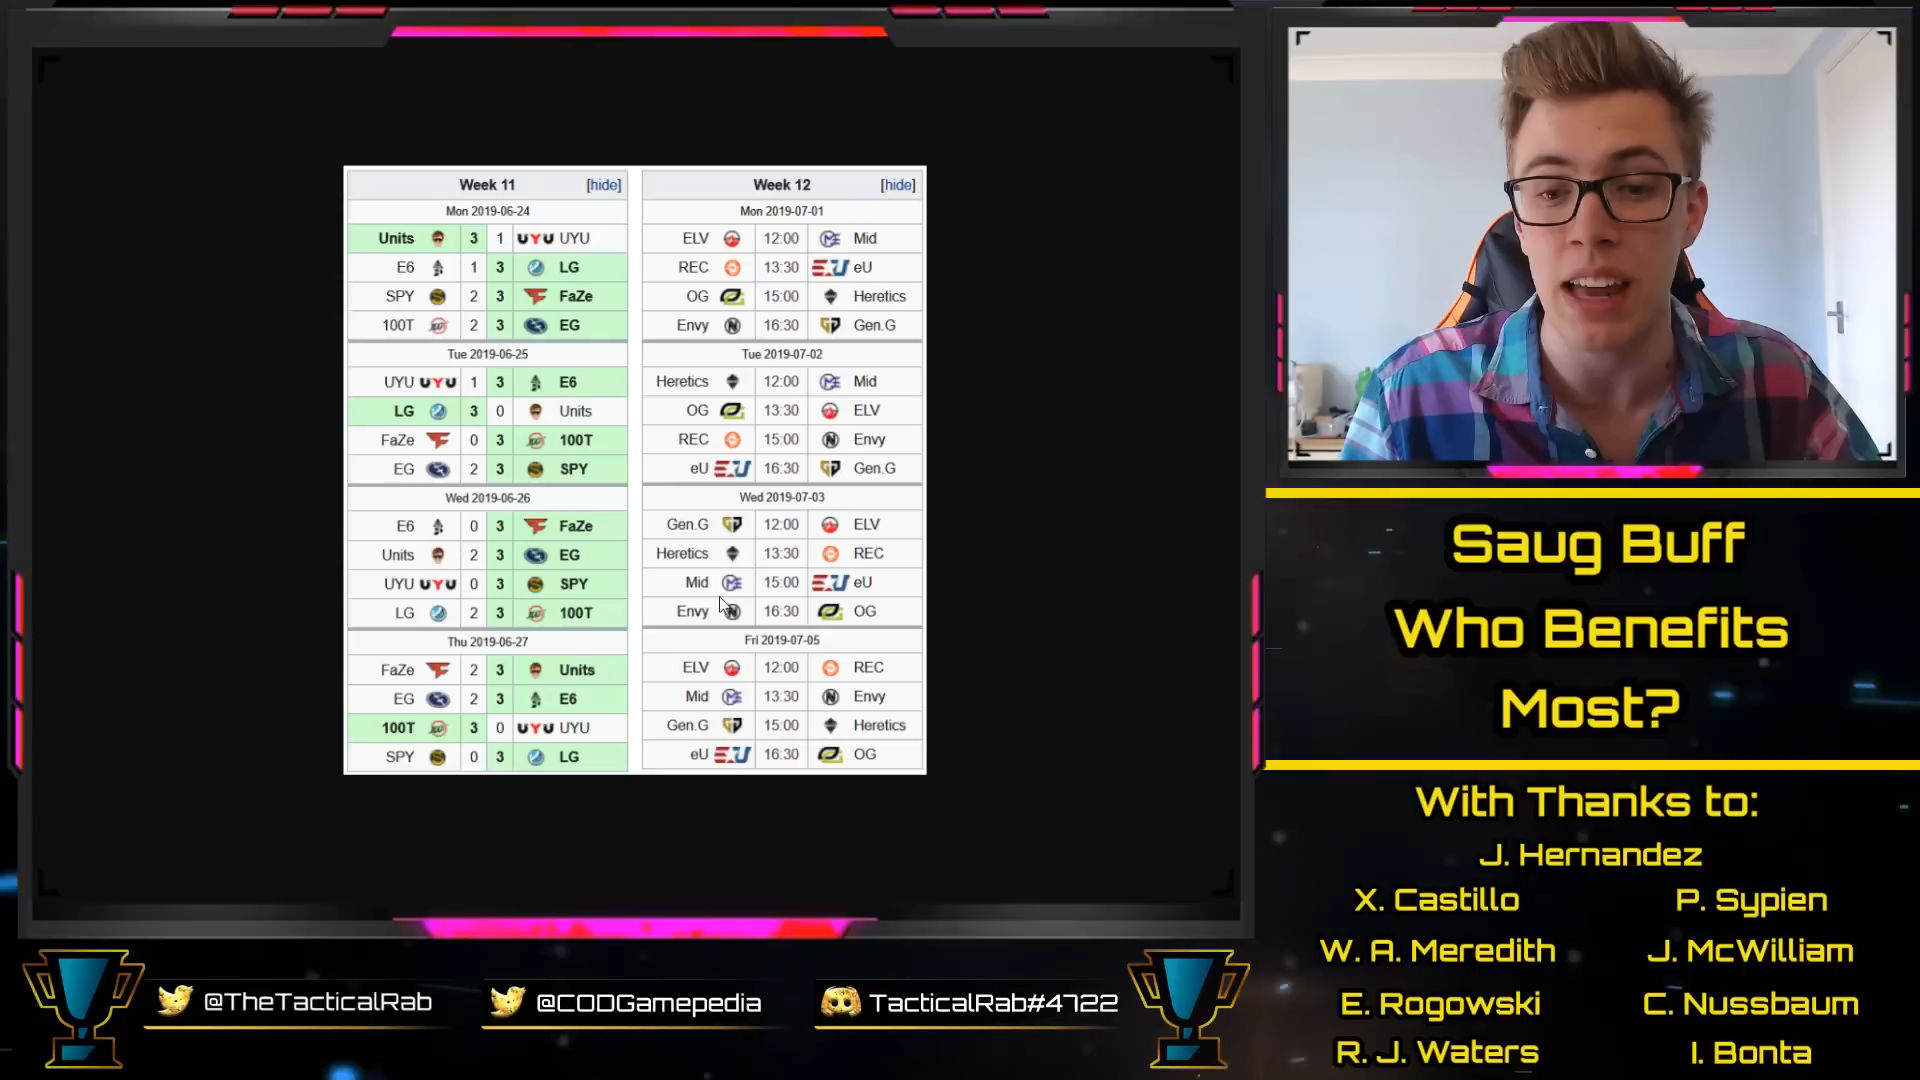 Week 11 [hide]
Mon 2019-06-24
Units 3 1 UYU UYU
E6 1 3 LG
SPY 2 3 FaZe
100T 2 3 EG
Tue 2019-06-25
UYU UYU 1 3 E6
LG 3 0 Units
FaZe 0 3 100T
EG 2 3 SPY
Wed 2019-06-26
E6 0 3 FaZe
Units 2 3 EG
UYU UYU 0 3 SPY
LG 2 3 100T
Thu 2019-06-27
FaZe 2 3 Units
EG 2 3 E6
100T 3 0 UYU UYU
SPY 0 3 LG
Week 12 [hide]
Mon 2019-07-01
ELV 12:00 Mid
REC 13:30 eU
OG 15:00 Heretics
Envy 16:30 Gen.G
Tue 2019-07-02
Heretics 12:00 Mid
OG 13:30 ELV
REC 15:00 Envy
eU 16:30 Gen.G
Wed 2019-07-03
Gen.G 12:00 ELV
Heretics 13:30 REC
Mid 15:00 eU
Envy 16:30 OG
Fri 2019-07-05
ELV 12:00 REC
Mid 13:30 Envy
Gen.G 15:00 Heretics
eU 16:30 OG
Saug Buff
Who Benefits
Most?
With Thanks to:
J. Hernandez
X. Castillo P. Sypien
W. A. Meredith J. McWilliam
E. Rogowski C. Nussbaum
R. J. Waters I. Bonta
@TheTacticalRab @CODGamepedia TacticalRab#4722